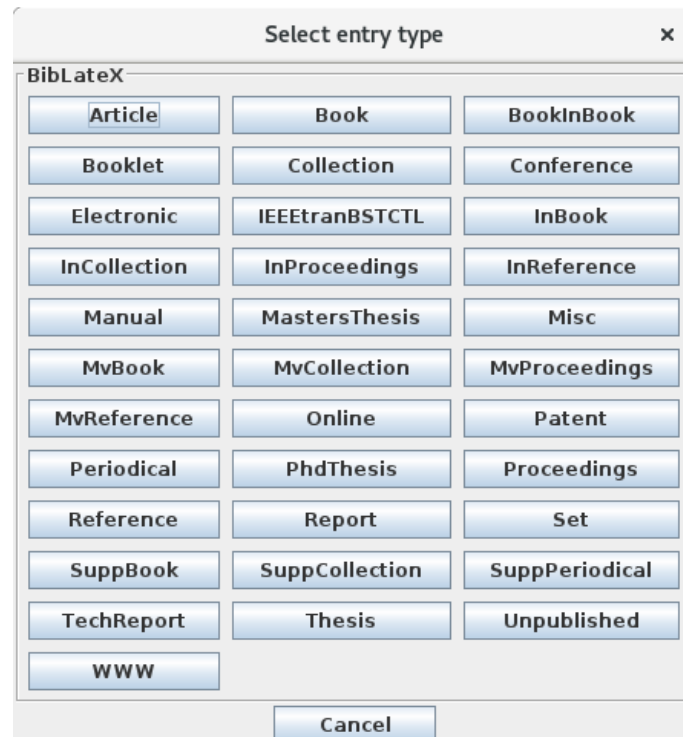 Select entry type ×
BibLateX
Article Book BookInBook
Booklet Collection Conference
Electronic IEEEtranBSTCTL InBook
InCollection InProceedings InReference
Manual MastersThesis Misc
MvBook MvCollection MvProceedings
MvReference Online Patent
Periodical PhdThesis Proceedings
Reference Report Set
SuppBook SuppCollection SuppPeriodical
TechReport Thesis Unpublished
WWW
Cancel